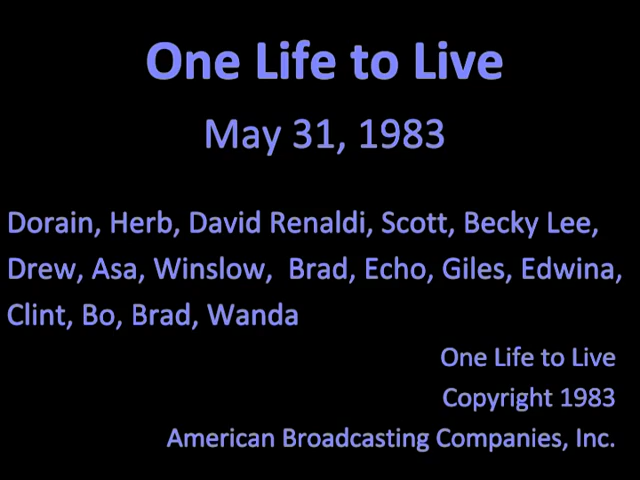 One Life to Live
May 31, 1983
Dorain, Herb, David Renaldi, Scott, Becky Lee,
Drew, Asa, Winslow,  Brad, Echo, Giles, Edwina,
Clint, Bo, Brad, Wanda
One Life to Live
Copyright 1983
American Broadcasting Companies, Inc.